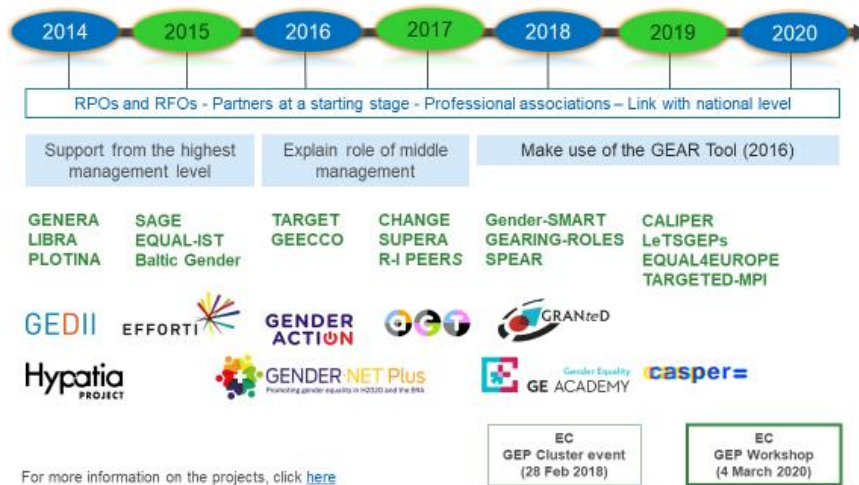 2014 2015 2016 2017 2018 2019 2020
RPOs and RFOs - Partners at a starting stage - Professional associations – Link with national level
Support from the highest
management level
Explain role of middle
management
Make use of the GEAR Tool (2016)
GENERA
LIBRA
PLOTINA
SAGE
EQUAL-IST
Baltic Gender
TARGET
GEECCO
CHANGE
SUPERA
R-I PEERS
Gender-SMART
GEARING-ROLES
SPEAR
CALIPER
LeTSGEPs
EQUAL4EUROPE
TARGETED-MPI
GEDII
EFFORTI
GENDER
ACTION
act
GRANteD
Hypatia
PROJECT
GENDER·NET Plus
Promoting gender equality in H2020 and the ERA
Gender Equality
GE ACADEMY
casper=
EC
GEP Cluster event
(28 Feb 2018)
EC
GEP Workshop
(4 March 2020)
For more information on the projects, click here